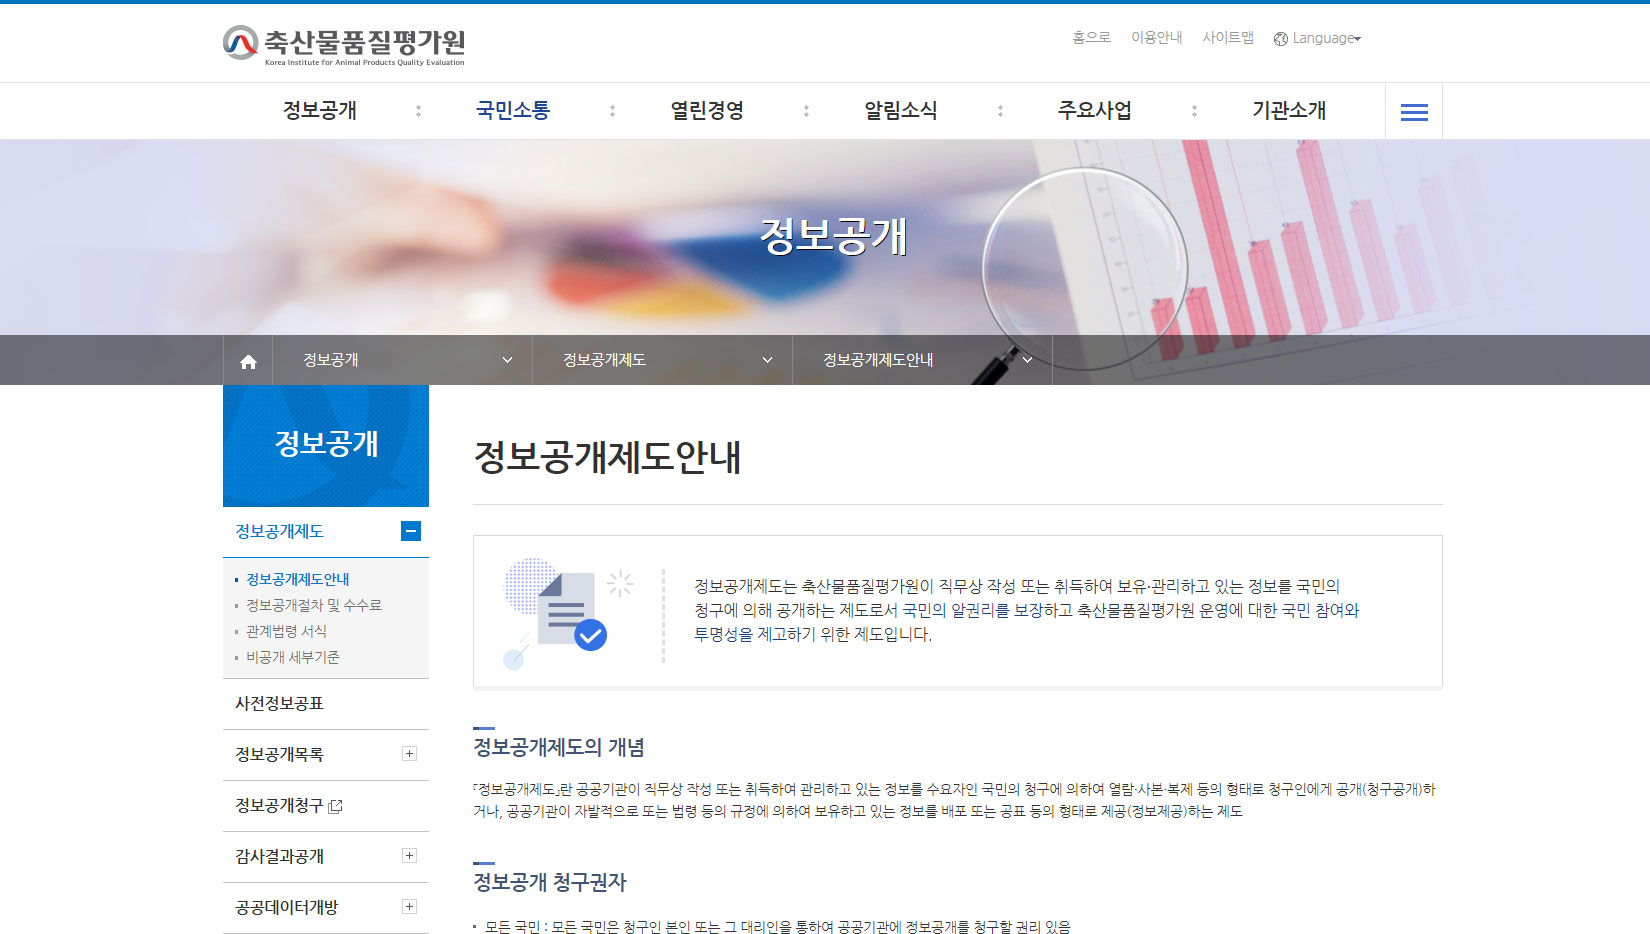 축산물품질평가원
Korea Institute for Animal Products Quality Evaluation
홈으로 이용안내 사이트맵 Language
정보공개 국민소통 열린경영 알림소식 주요사업 기관소개
정보공개
정보공개 정보공개제도 정보공개제도안내
정보공개
정보공개제도
정보공개제도안내
정보공개절차 및 수수료
관계법령 서식
비공개 세부기준
사전정보공표
정보공개목록
정보공개청구
감사결과공개
공공데이터개방
정보공개제도안내
정보공개제도는 축산물품질평가원이 직무상 작성 또는 취득하여 보유·관리하고 있는 정보를 국민의
청구에 의해 공개하는 제도로서 국민의 알권리를 보장하고 축산물품질평가원 운영에 대한 국민 참여와
투명성을 제고하기 위한 제도입니다.
정보공개제도의 개념
「정보공개제도」란 공공기관이 직무상 작성 또는 취득하여 관리하고 있는 정보를 수요자인 국민의 청구에 의하여 열람·사본·복제 등의 형태로 청구인에게 공개(청구공개)하
거나, 공공기관이 자발적으로 또는 법령 등의 규정에 의하여 보유하고 있는 정보를 배포 또는 공표 등의 형태로 제공(정보제공)하는 제도
정보공개 청구권자
모든 국민 : 모든 국민은 청구인 본인 또는 그 대리인을 통하여 공공기관에 정보공개를 청구할 권리 있음